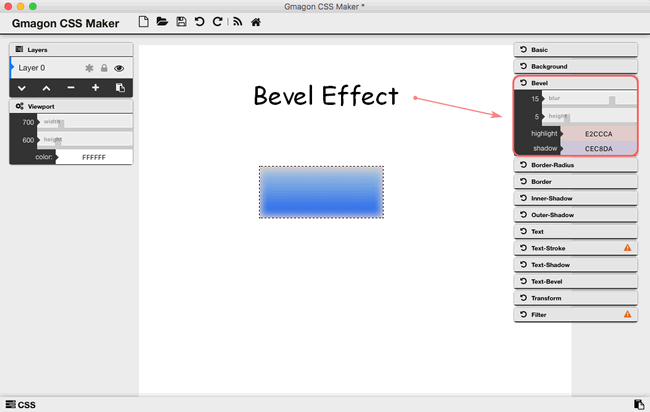 Gmagon CSS Maker *
Gmagon CSS Maker
Layers
Layer 0
Viewport
700 width
600 height
color: FFFFFF
Bevel Effect
Basic
Background
Bevel
15 blur
5 height
highlight E2CCCA
shadow CEC8DA
Border-Radius
Border
Inner-Shadow
Outer-Shadow
Text
Text-Stroke
Text-Shadow
Text-Bevel
Transform
Filter
CSS